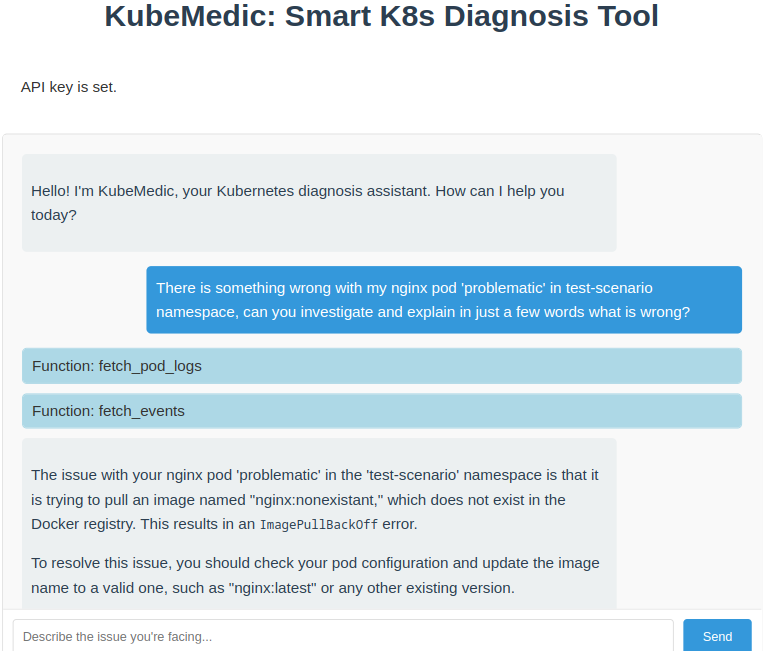 KubeMedic: Smart K8s Diagnosis Tool
API key is set.
Hello! I'm KubeMedic, your Kubernetes diagnosis assistant. How can I help you
today?
There is something wrong with my nginx pod 'problematic' in test-scenario
namespace, can you investigate and explain in just a few words what is wrong?
Function: fetch_pod_logs
Function: fetch_events
The issue with your nginx pod 'problematic' in the 'test-scenario' namespace is that it
is trying to pull an image named "nginx:nonexistant," which does not exist in the
Docker registry. This results in an ImagePullBackOff error.
To resolve this issue, you should check your pod configuration and update the image
name to a valid one, such as "nginx:latest" or any other existing version.
Describe the issue you're facing...
Send